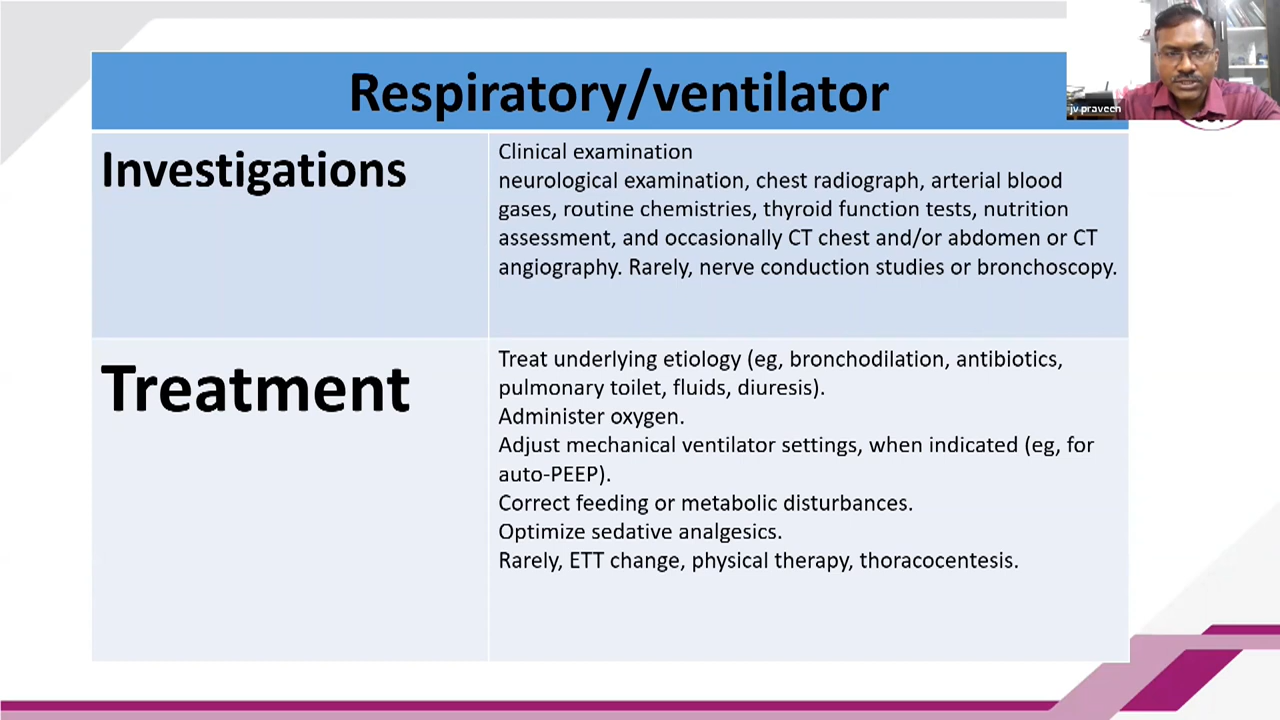 Respiratory/ventilator
jv praveen
Investigations
Clinical examination
neurological examination, chest radiograph, arterial blood
gases, routine chemistries, thyroid function tests, nutrition
assessment, and occasionally CT chest and/or abdomen or CT
angiography. Rarely, nerve conduction studies or bronchoscopy.
Treatment
Treat underlying etiology (eg, bronchodilation, antibiotics,
pulmonary toilet, fluids, diuresis).
Administer oxygen.
Adjust mechanical ventilator settings, when indicated (eg, for
auto-PEEP).
Correct feeding or metabolic disturbances.
Optimize sedative analgesics.
Rarely, ETT change, physical therapy, thoracocentesis.